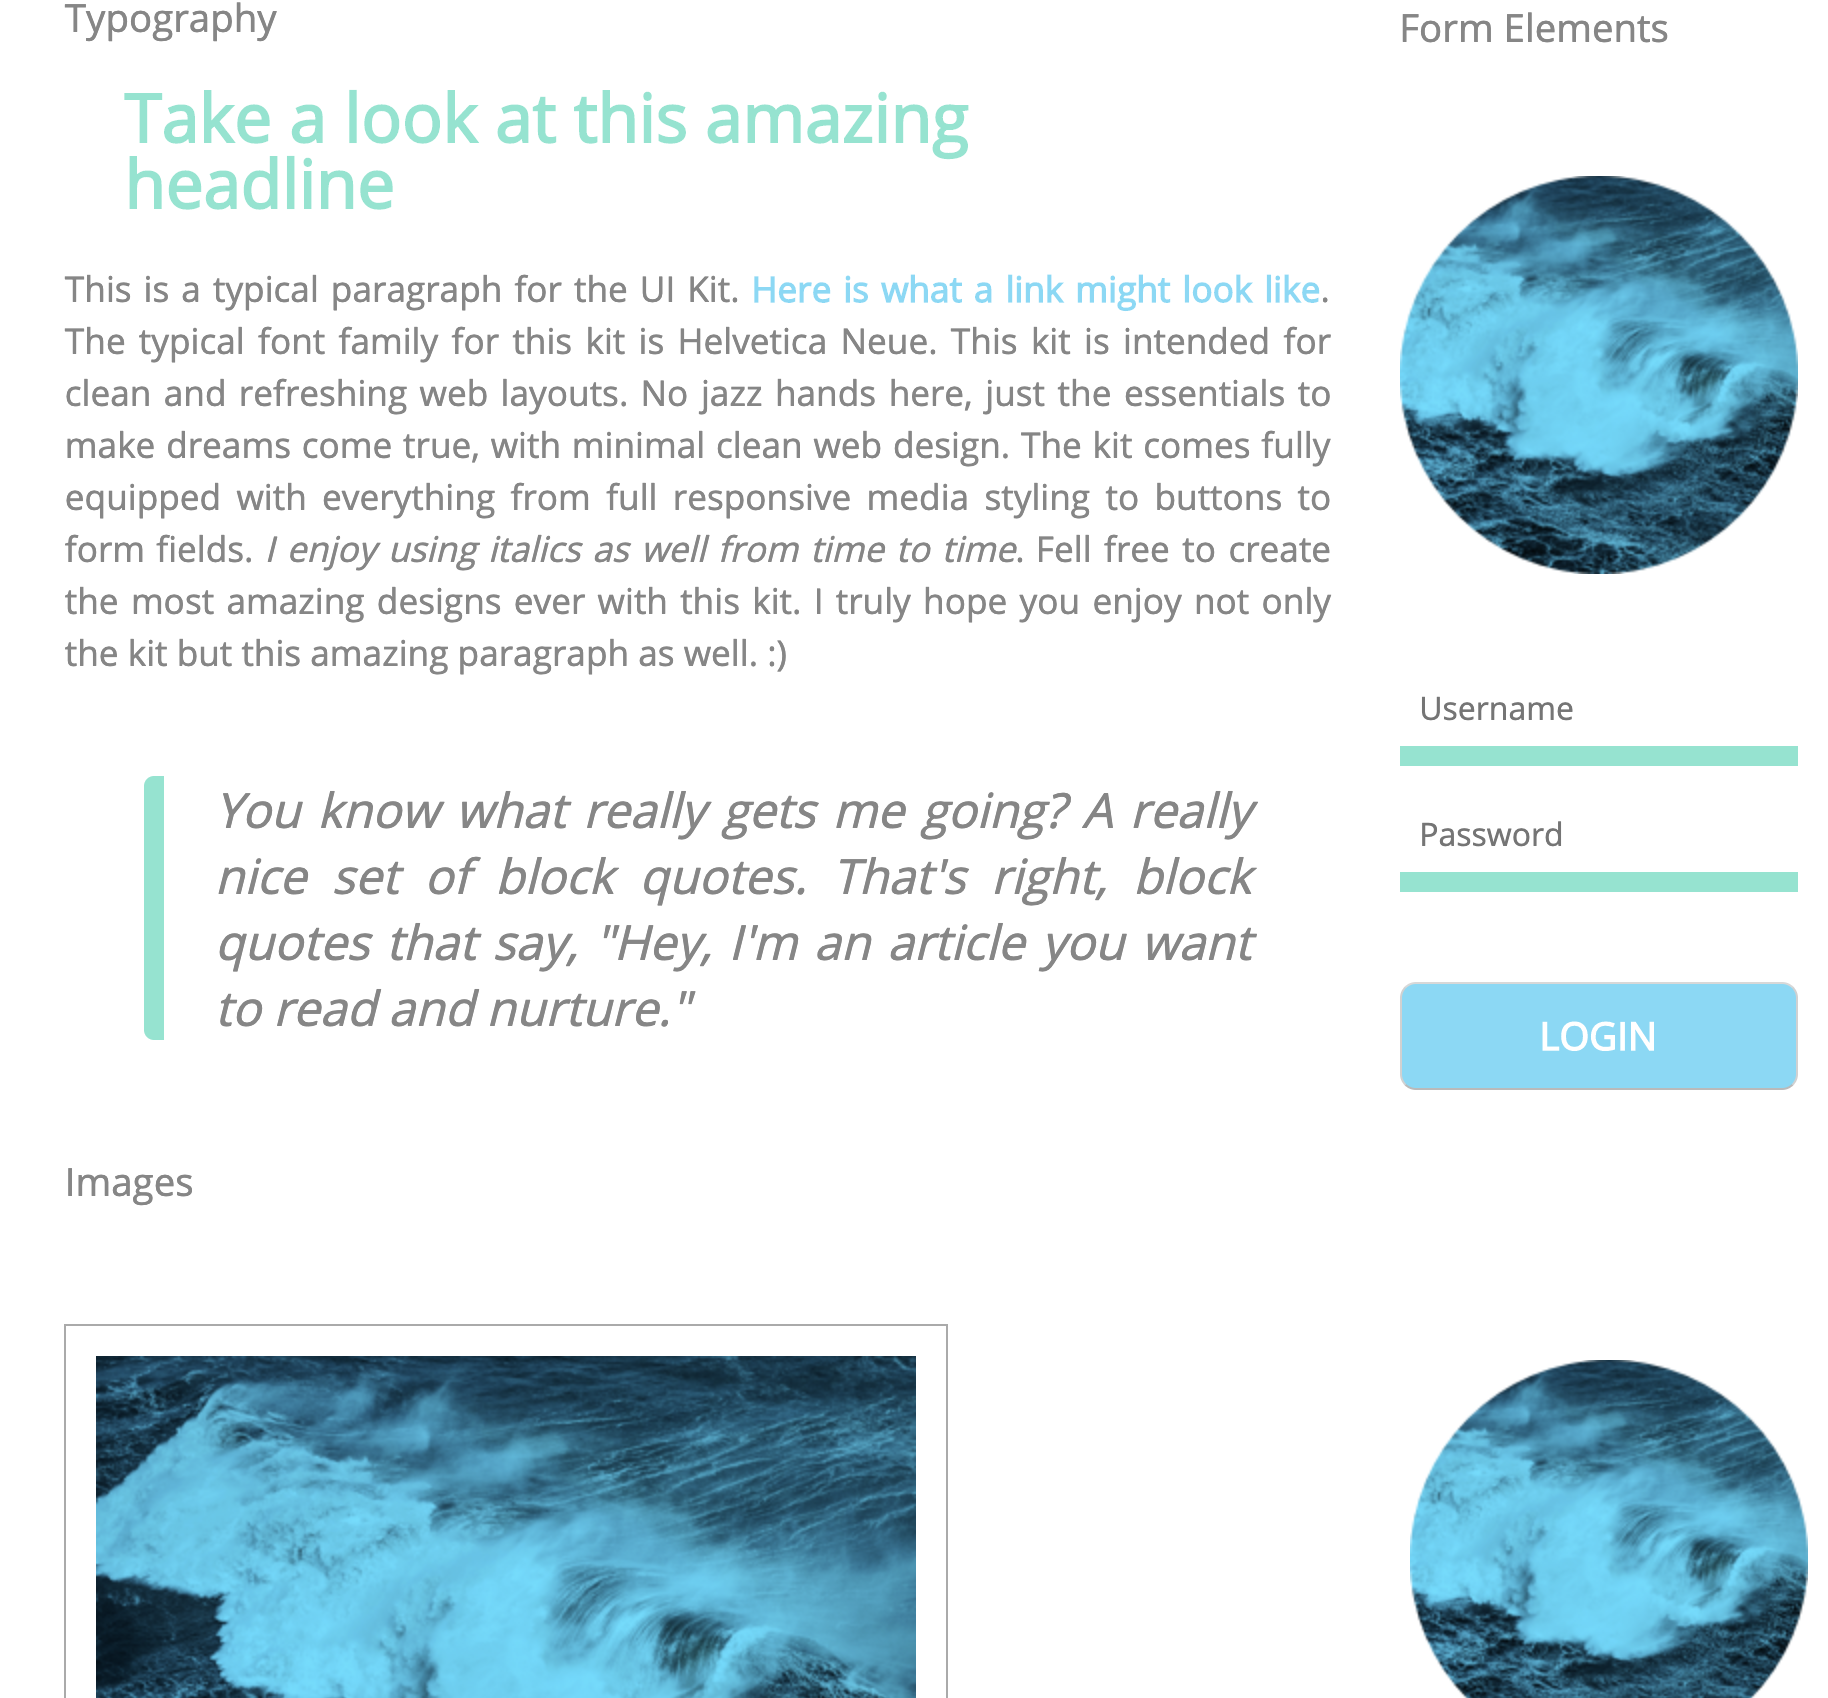 Typography
Take a look at this amazing
headline
This is a typical paragraph for the UI Kit. Here is what a link might look like.
The typical font family for this kit is Helvetica Neue. This kit is intended for
clean and refreshing web layouts. No jazz hands here, just the essentials to
make dreams come true, with minimal clean web design. The kit comes fully
equipped with everything from full responsive media styling to buttons to
form fields. I enjoy using italics as well from time to time. Fell free to create
the most amazing designs ever with this kit. I truly hope you enjoy not only
the kit but this amazing paragraph as well. :)
You know what really gets me going? A really
nice set of block quotes. That's right, block
quotes that say, "Hey, I'm an article you want
to read and nurture."
Images
Form Elements
Username
Password
LOGIN